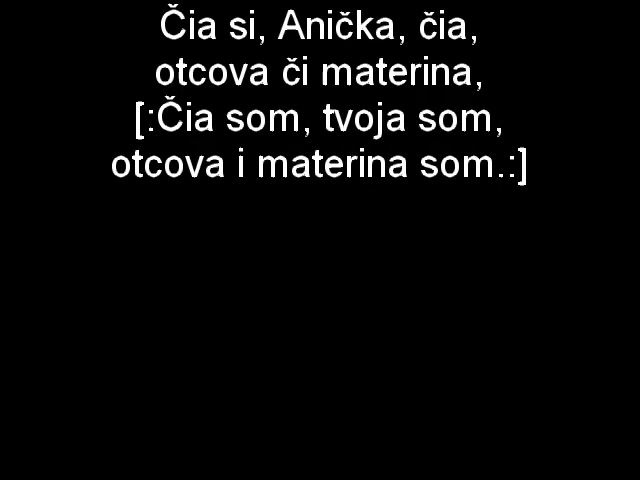 Čia si, Anička, čia,
otcova či materina,
[:Čia som, tvoja som,
otcova i materina som.:]